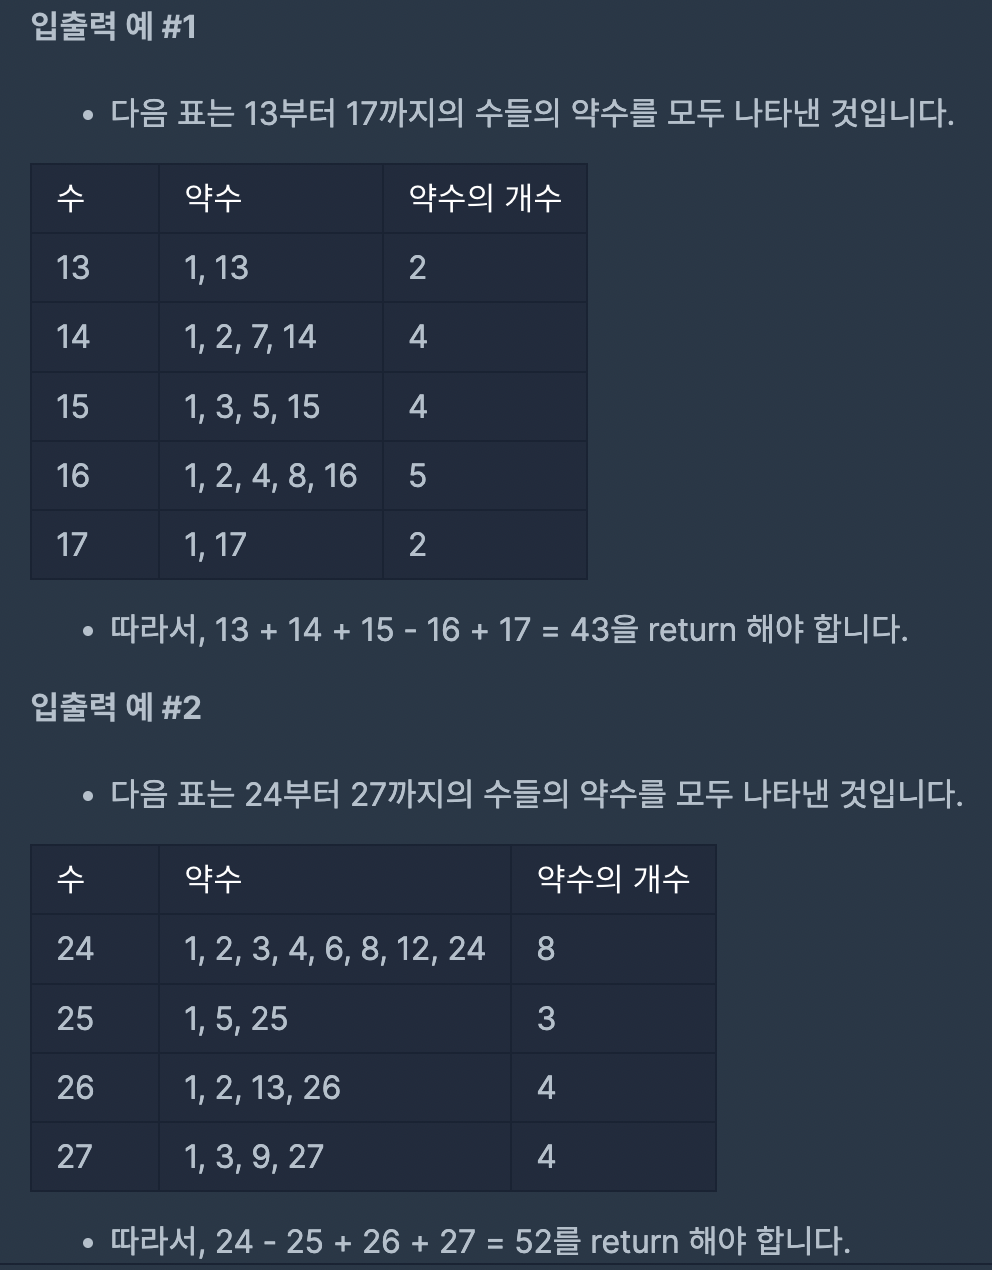 입출력 예 #1
• 다음 표는 13부터 17까지의 수들의 약수를 모두 나타낸 것입니다.
수 약수 약수의 개수
13 1, 13 2
14 1, 2, 7, 14 4
15 1, 3, 5, 15 4
16 1, 2, 4, 8, 16 5
17 1, 17 2
• 따라서, 13 + 14 + 15 - 16 + 17 = 43을 return 해야 합니다.
입출력 예 #2
• 다음 표는 24부터 27까지의 수들의 약수를 모두 나타낸 것입니다.
수 약수 약수의 개수
24 1, 2, 3, 4, 6, 8, 12, 24 8
25 1, 5, 25 3
26 1, 2, 13, 26 4
27 1, 3, 9, 27 4
• 따라서, 24 - 25 + 26 + 27 = 52를 return 해야 합니다.